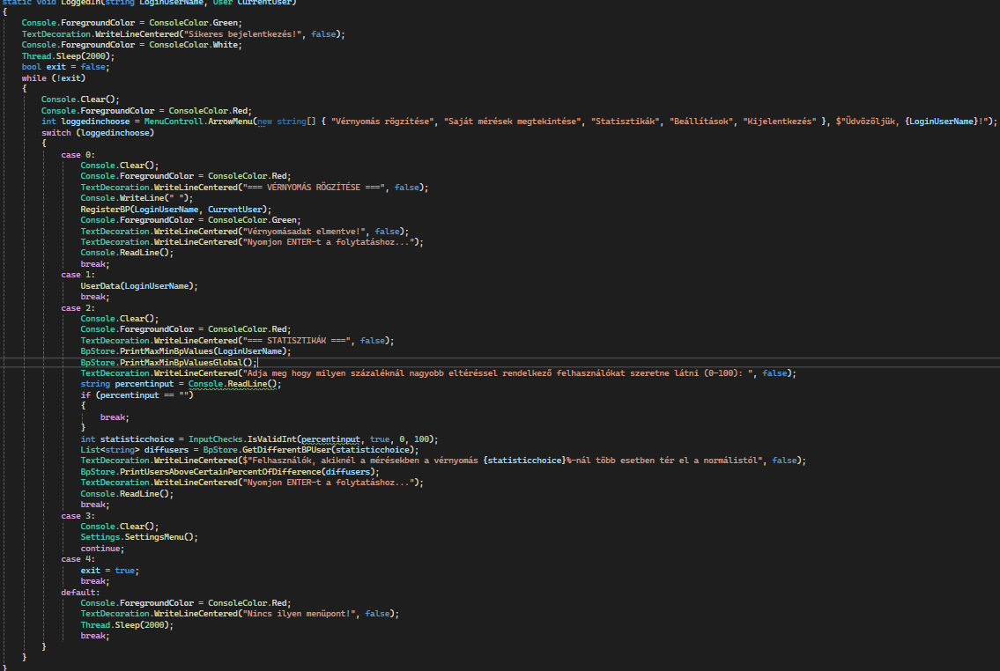 static void LoggedIn(string LoginUserName, User CurrentUser)
{
Console.ForegroundColor = ConsoleColor.Green;
TextDecoration.WriteLineCentered("Sikeres bejelentkezés!", false);
Console.ForegroundColor = ConsoleColor.White;
Thread.Sleep(2000);
bool exit = false;
while (!exit)
{
Console.Clear();
Console.ForegroundColor = ConsoleColor.Red;
int loggedinchoose = MenuControll.ArrowMenu(new string[] { "Vérnyomás rögzítése", "Saját mérések megtekintése", "Statisztikák", "Beállítások", "Kijelentkezés" }, $"Üdvözöljük, {LoginUserName}!");
switch (loggedinchoose)
{
case 0:
Console.Clear();
Console.ForegroundColor = ConsoleColor.Red;
TextDecoration.WriteLineCentered("=== VÉRNYOMÁS RÖGZÍTÉSE ===", false);
Console.WriteLine(" ");
RegisterBP(LoginUserName, CurrentUser);
Console.ForegroundColor = ConsoleColor.Green;
TextDecoration.WriteLineCentered("Vérnyomásadat elmentve!", false);
TextDecoration.WriteLineCentered("Nyomjon ENTER-t a folytatáshoz...");
Console.ReadLine();
break;
case 1:
UserData(LoginUserName);
break;
case 2:
Console.Clear();
Console.ForegroundColor = ConsoleColor.Red;
TextDecoration.WriteLineCentered("=== STATISZTIKÁK ===", false);
BpStore.PrintMaxMinBpValues(LoginUserName);
BpStore.PrintMaxMinBpValuesGlobal();
TextDecoration.WriteLineCentered("Adja meg hogy milyen százaléknál nagyobb eltéréssel rendelkező felhasználókat szeretne látni (0-100): ", false);
string percentinput = Console.ReadLine();
if (percentinput == "")
{
break;
}
int statisticchoice = InputChecks.IsValidInt(percentinput, true, 0, 100);
List<string> diffusers = BpStore.GetDifferentBPUser(statisticchoice);
TextDecoration.WriteLineCentered($"Felhasználók, akiknél a mérésekben a vérnyomás {statisticchoice}%-nál több esetben tér el a normálistól", false);
BpStore.PrintUsersAboveCertainPercentOfDifference(diffusers);
TextDecoration.WriteLineCentered("Nyomjon ENTER-t a folytatáshoz...");
Console.ReadLine();
break;
case 3:
Console.Clear();
Settings.SettingsMenu();
continue;
case 4:
exit = true;
break;
default:
Console.ForegroundColor = ConsoleColor.Red;
TextDecoration.WriteLineCentered("Nincs ilyen menüpont!", false);
Thread.Sleep(2000);
break;
}
}
}